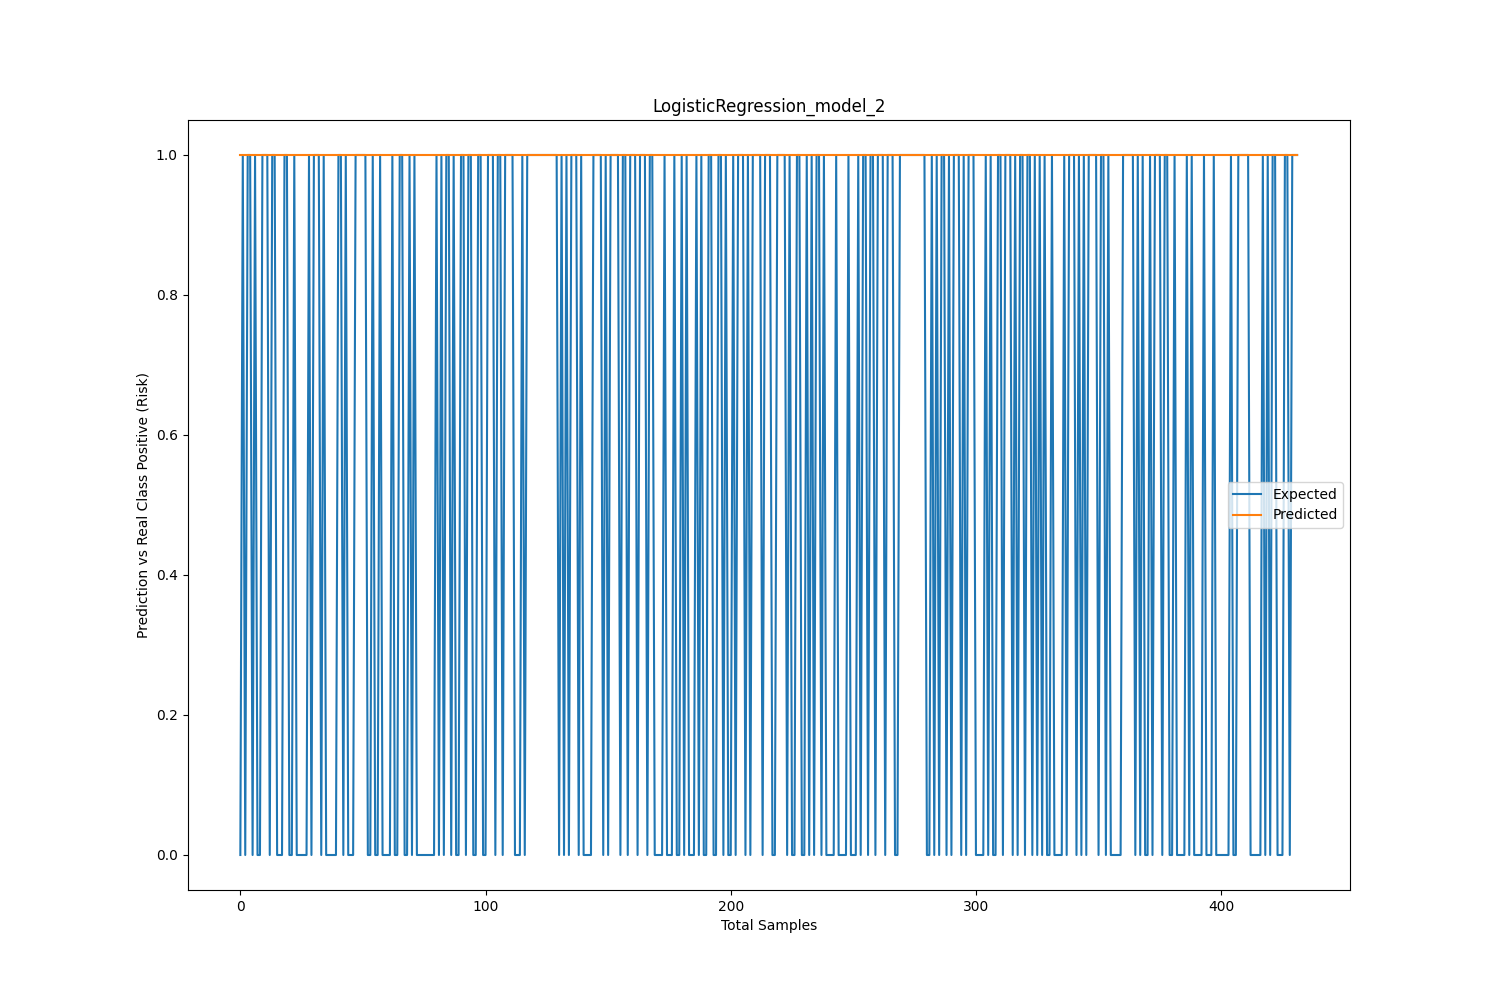 LogisticRegression_model_2
1.0
0.8
0.6
0.4
0.2
0.0
Prediction vs Real Class Positive (Risk)
Expected
Predicted
0
100
200
300
400
Total Samples